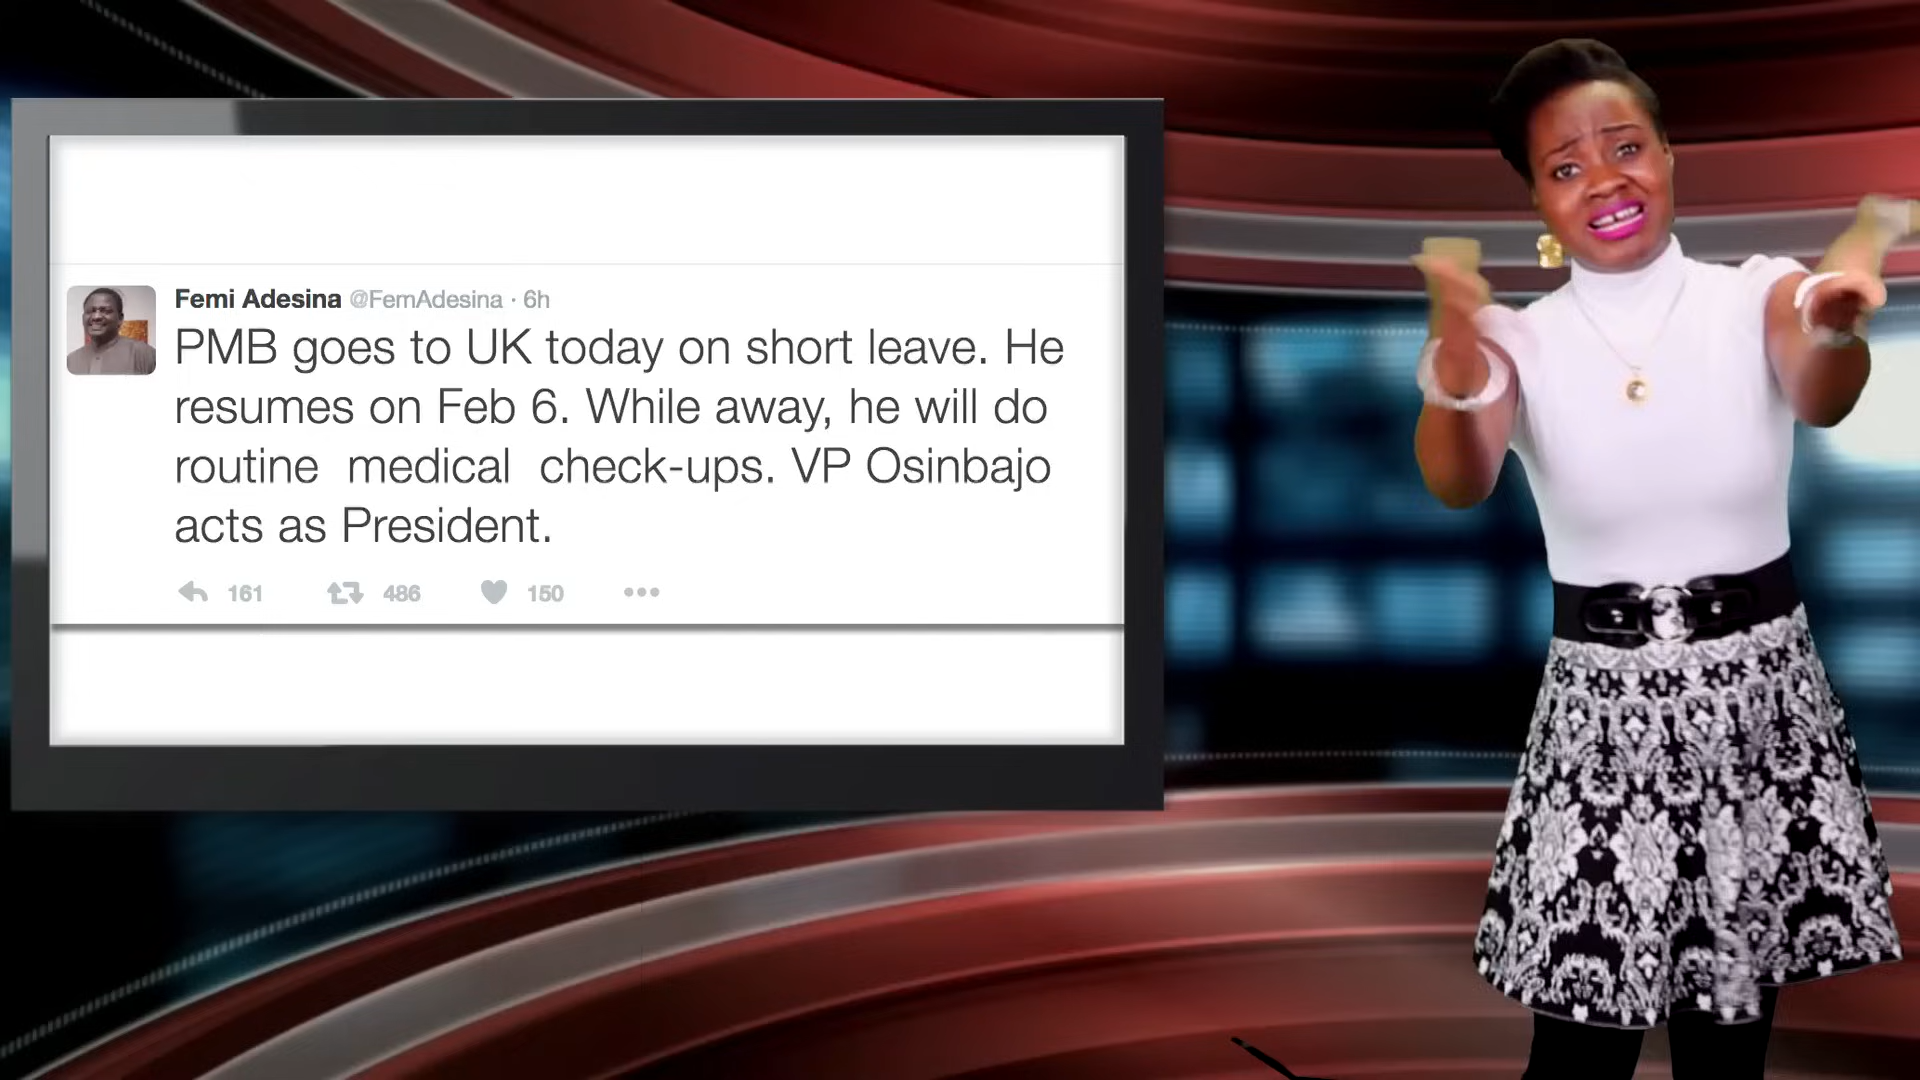 Femi Adesina @FemAdesina · 6h
PMB goes to UK today on short leave. He
resumes on Feb 6. While away, he will do
routine medical check-ups. VP Osinbajo
acts as President.
161 486 150